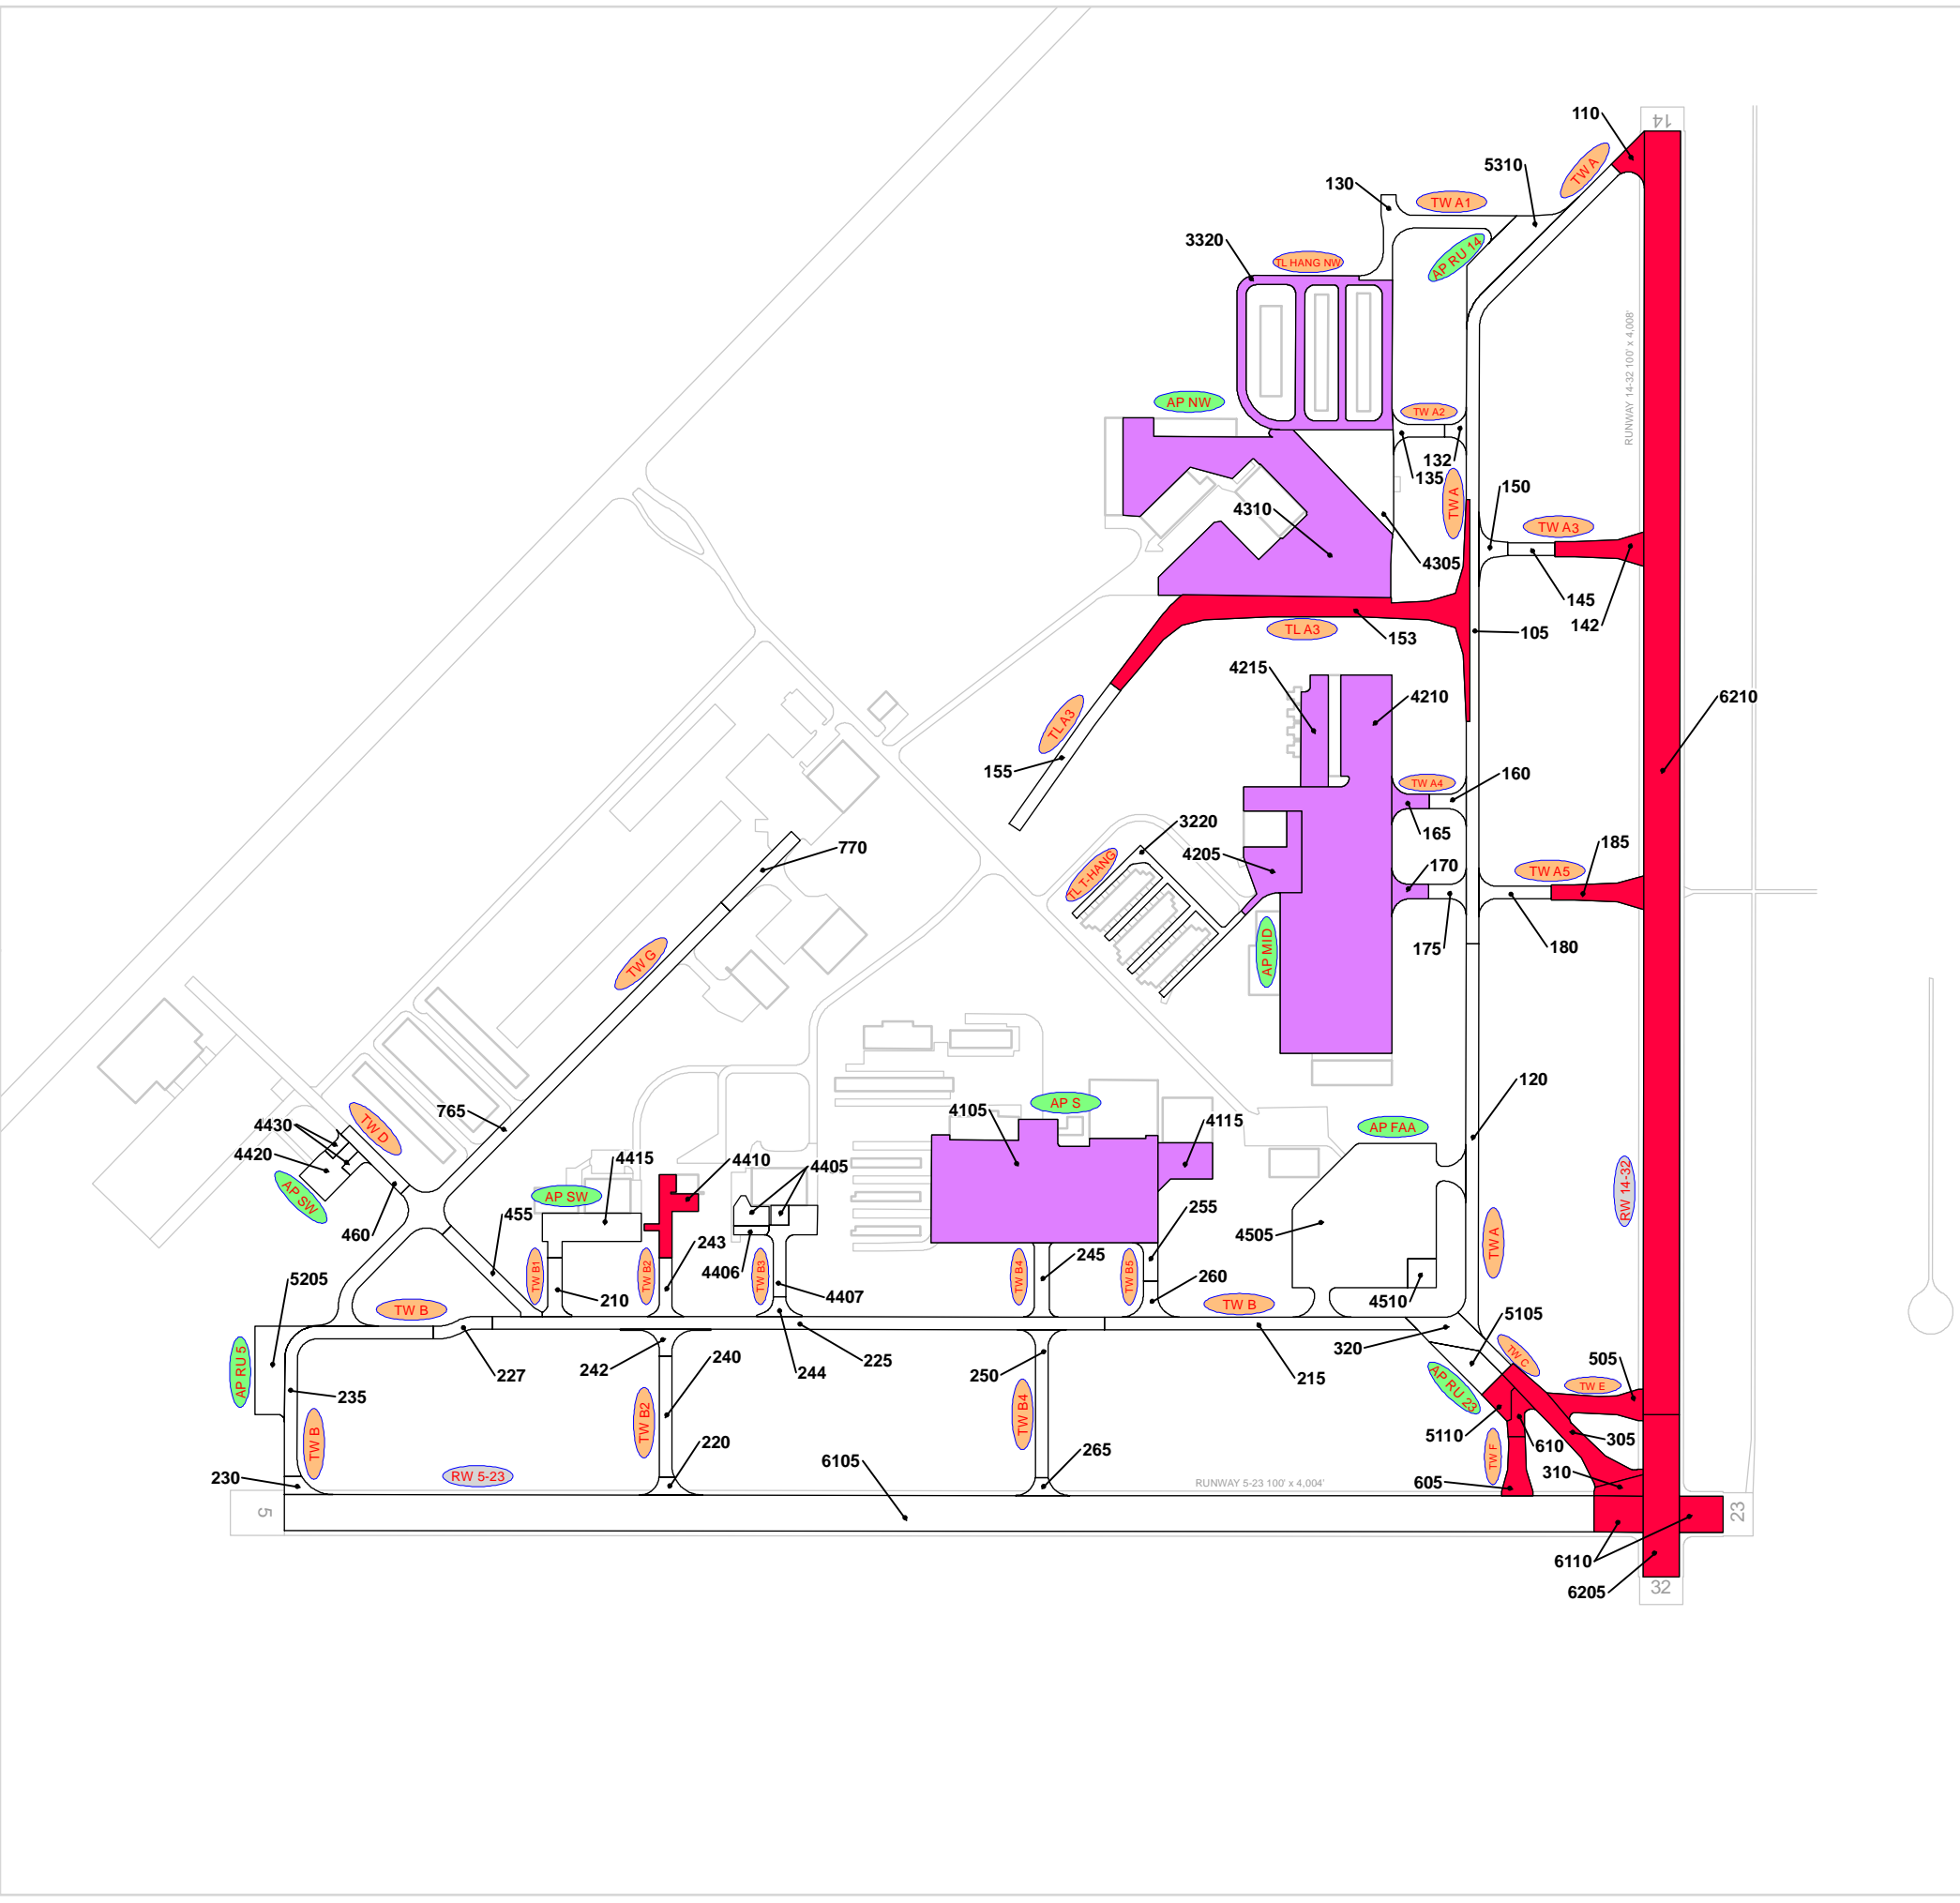 110
14
5310
TW A
130
TW A1
3320
AP RU 14
TL HANG NW
RUNWAY 14-32 100' x 4,008'
AP NW
TW A2
132
135
TW A
150
TW A3
4310
4305
145
142
105
TL A3
153
4215
4210
6210
TL A3
155
TW A4
160
3220
165
770
4205
170
185
TL T-HANG
TW A5
175
180
TW G
AP MID
120
765
4105
AP S
AP FAA
4430
TW D
4115
4420
4415
4410
4405
RW 14-32
AP SW
AP SW
455
255
460
243
4505
TW A
4406
245
5205
TW B1
TW B2
TW B3
TW B4
TW B5
260
210
4407
4510
TW B
TW B
5105
320
TW C
242
240
244
225
250
505
227
215
AP RU 5
AP RU 23
TW E
235
TW B2
TW B4
TW B
5110
610
305
220
265
TW F
6105
310
230
RW 5-23
RUNWAY 5-23 100' x 4,004'
605
5
23
6110
32
6205